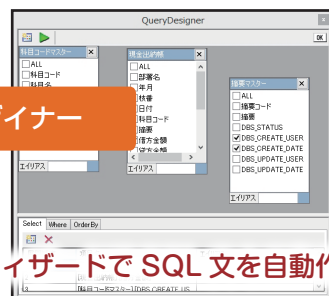 QueryDesigner
OK
科目コードマスター
ALL
科目コード
科目名
エイリアス
現金出納帳
ALL
部署名
年月
枝番
日付
科目コード
摘要
借方金額
貸方金額
エイリアス
摘要マスター
ALL
摘要コード
摘要
DBS_STATUS
DBS_CREATE_USER
DBS_CREATE_DATE
DBS_UPDATE_USER
DBS_UPDATE_DATE
エイリアス
イナー
Select Where OrderBy
ィザードで SQL 文を自動作